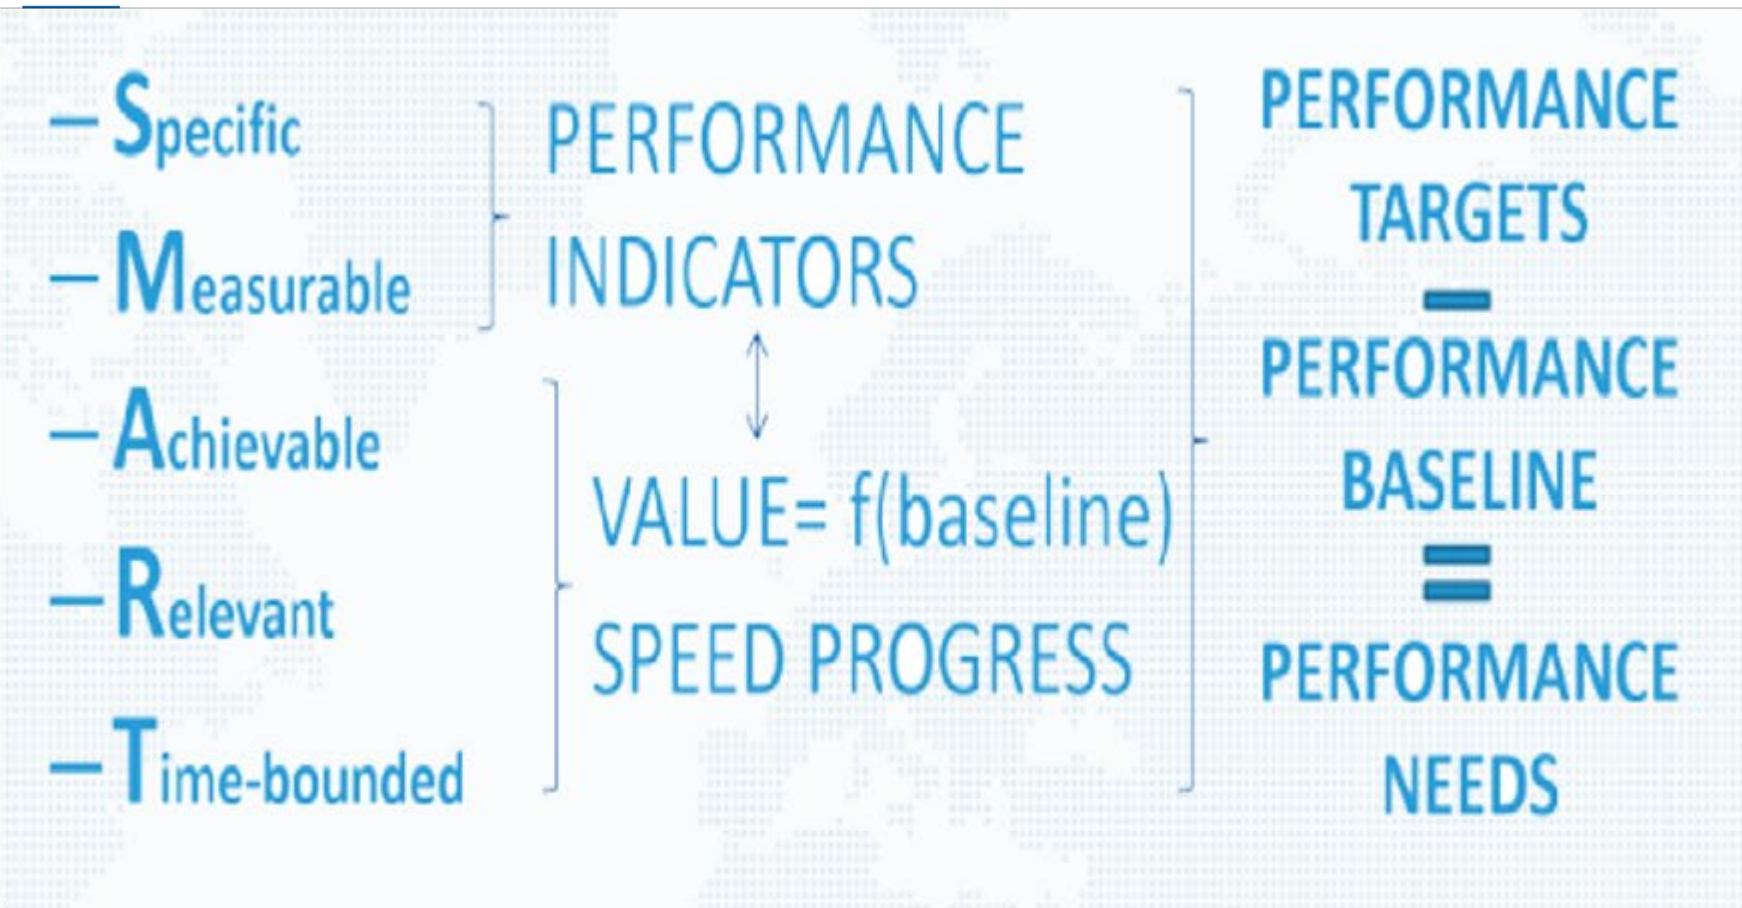 – Specific
– Measurable
– Achievable
– Relevant
– Time-bounded
PERFORMANCE
INDICATORS
VALUE= f(baseline)
SPEED PROGRESS
PERFORMANCE
TARGETS
–
PERFORMANCE
BASELINE
=
PERFORMANCE
NEEDS